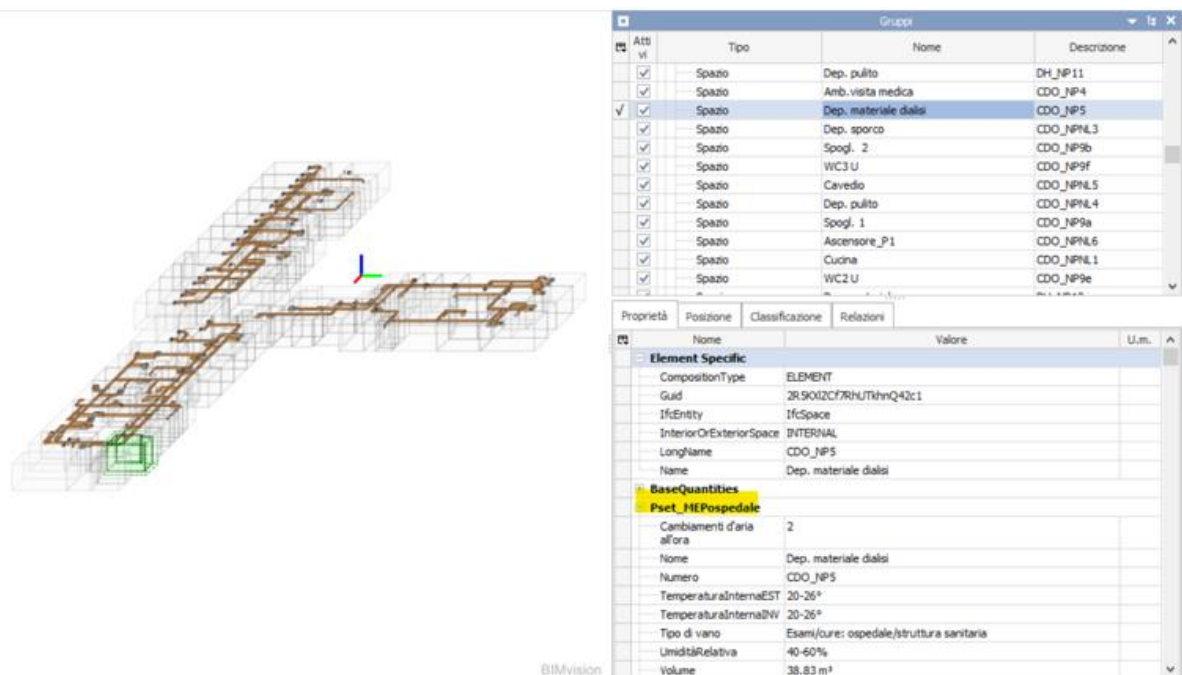 Gruppi
Atti vi Tipo Nome Descrizione
Spazio Dep. pulito DH_NP11
Spazio Amb.visita medica CDO_NP4
√ Spazio Dep. materiale dialisi CDO_NP5
Spazio Dep. sporco CDO_NPNL3
Spazio Spogl. 2 CDO_NP9b
Spazio WC3 U CDO_NP9f
Spazio Cavedio CDO_NPNL5
Spazio Dep. pulito CDO_NPNL4
Spazio Spogl. 1 CDO_NP9a
Spazio Ascensore_P1 CDO_NPNL6
Spazio Cucina CDO_NPNL1
Spazio WC2 U CDO_NP9e
Proprietà Posizione Classificazione Relazioni
Nome Valore U.m.
Element Specific
CompositionType ELEMENT
Guid
IfcEntity IfcSpace
InteriorOrExteriorSpace INTERNAL
LongName CDO_NP5
Name Dep. materiale dialisi
BaseQuantities
Pset_MEPospedale
Cambiamenti d'aria 2
all'ora
Nome Dep. materiale dialisi
Numero CDO_NP5
TemperaturaInternaEST 20-26°
TemperaturaInternaINV 20-26°
Tipo di vano Esami/cure: ospedale/struttura sanitaria
UmiditàRelativa 40-60%
Volume 38.83 m³
BIMvision